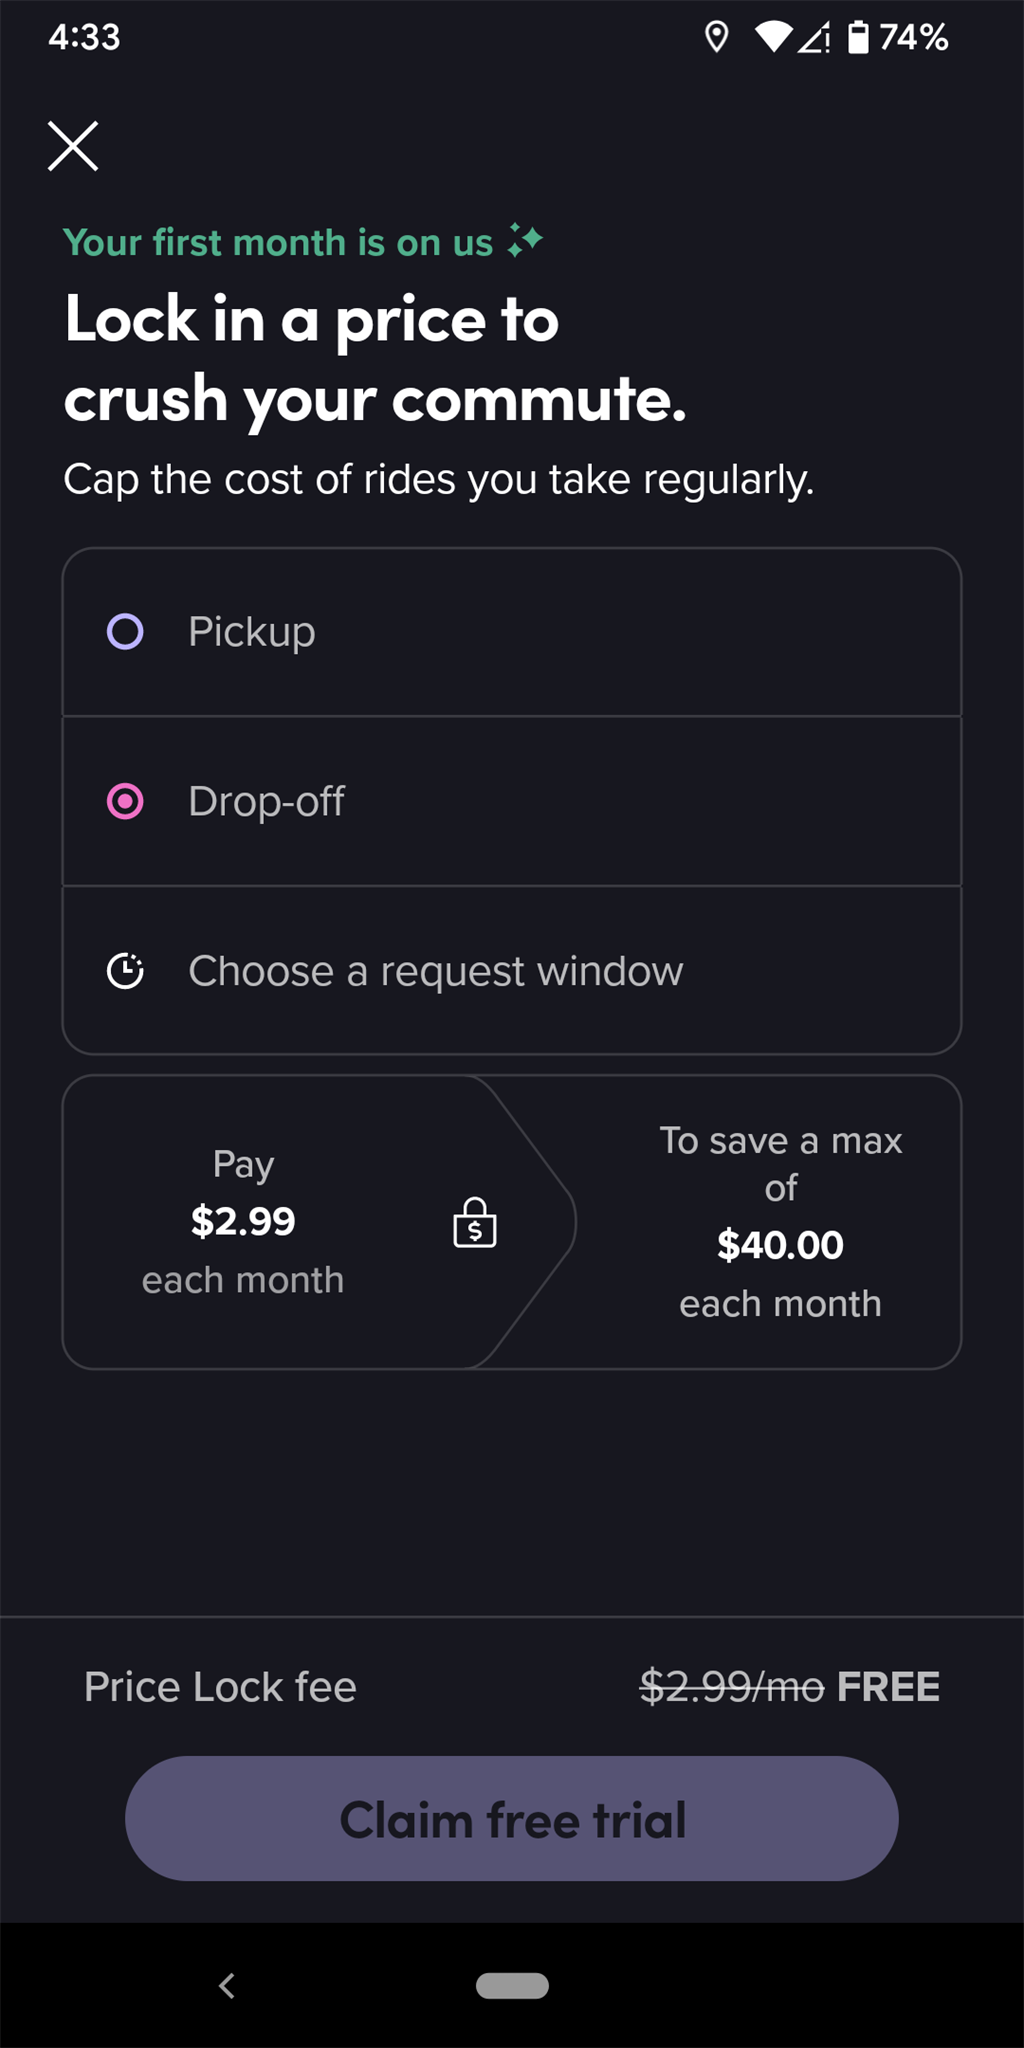 4:33
74%
Your first month is on us
Lock in a price to
crush your commute.
Cap the cost of rides you take regularly.
Pickup
Drop-off
Choose a request window
Pay
$2.99
each month
$
To save a max
of
$40.00
each month
Price Lock fee
$2.99/mo FREE
Claim free trial